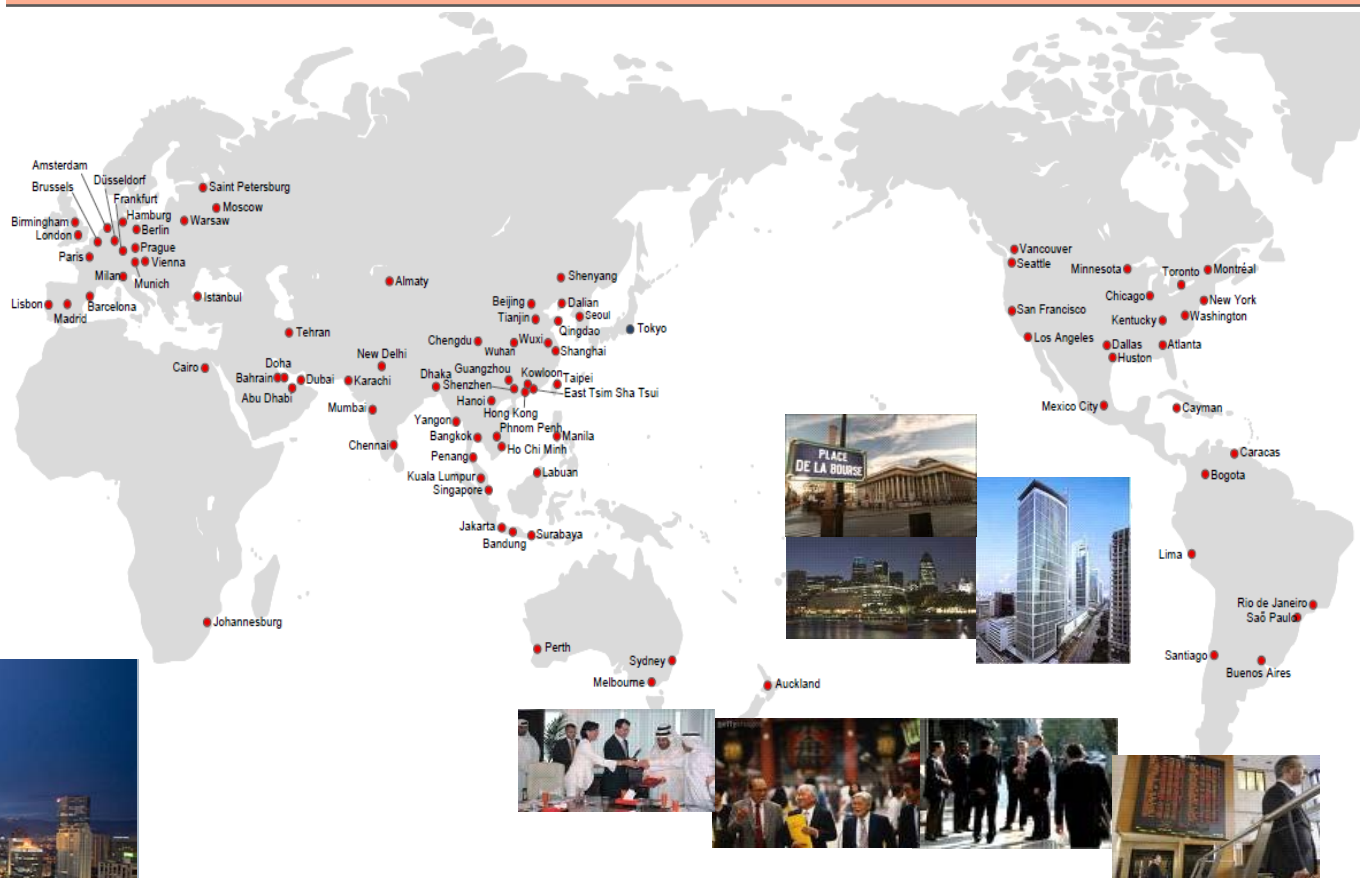 Amsterdam
Düsseldorf
Brussels
Frankfurt
Saint Petersburg
Moscow
Hamburg
Warsaw
Birmingham
Berlin
London
Prague
Paris
Vienna
Milan
Munich
Istanbul
Lisbon
Barcelona
Madrid
Almaty
Shenyang
Beijing
Dalian
Tianjin
Seoul
Qingdao
Tokyo
Tehran
Chengdu
Wuxi
Wuhan
Shanghai
New Delhi
Cairo
Doha
Bahrain
Dubai
Karachi
Abu Dhabi
Dhaka
Guangzhou
Kowloon
Taipei
Shenzhen
East Tsim Sha Tsui
Hanoi
Hong Kong
Mumbai
Yangon
Phnom Penh
Bangkok
Manila
Chennai
Ho Chi Minh
Penang
Labuan
Kuala Lumpur
Singapore
Jakarta
Surabaya
Bandung
Johannesburg
Perth
Sydney
Melbourne
Auckland
Vancouver
Seattle
Minnesota
Toronto
Montréal
Chicago
New York
San Francisco
Kentucky
Washington
Los Angeles
Dallas
Atlanta
Huston
Mexico City
Cayman
Caracas
Bogota
Lima
Rio de Janeiro
Saõ Paulo
Santiago
Buenos Aires
PLACE
DE LA BOURSE
gettyimages